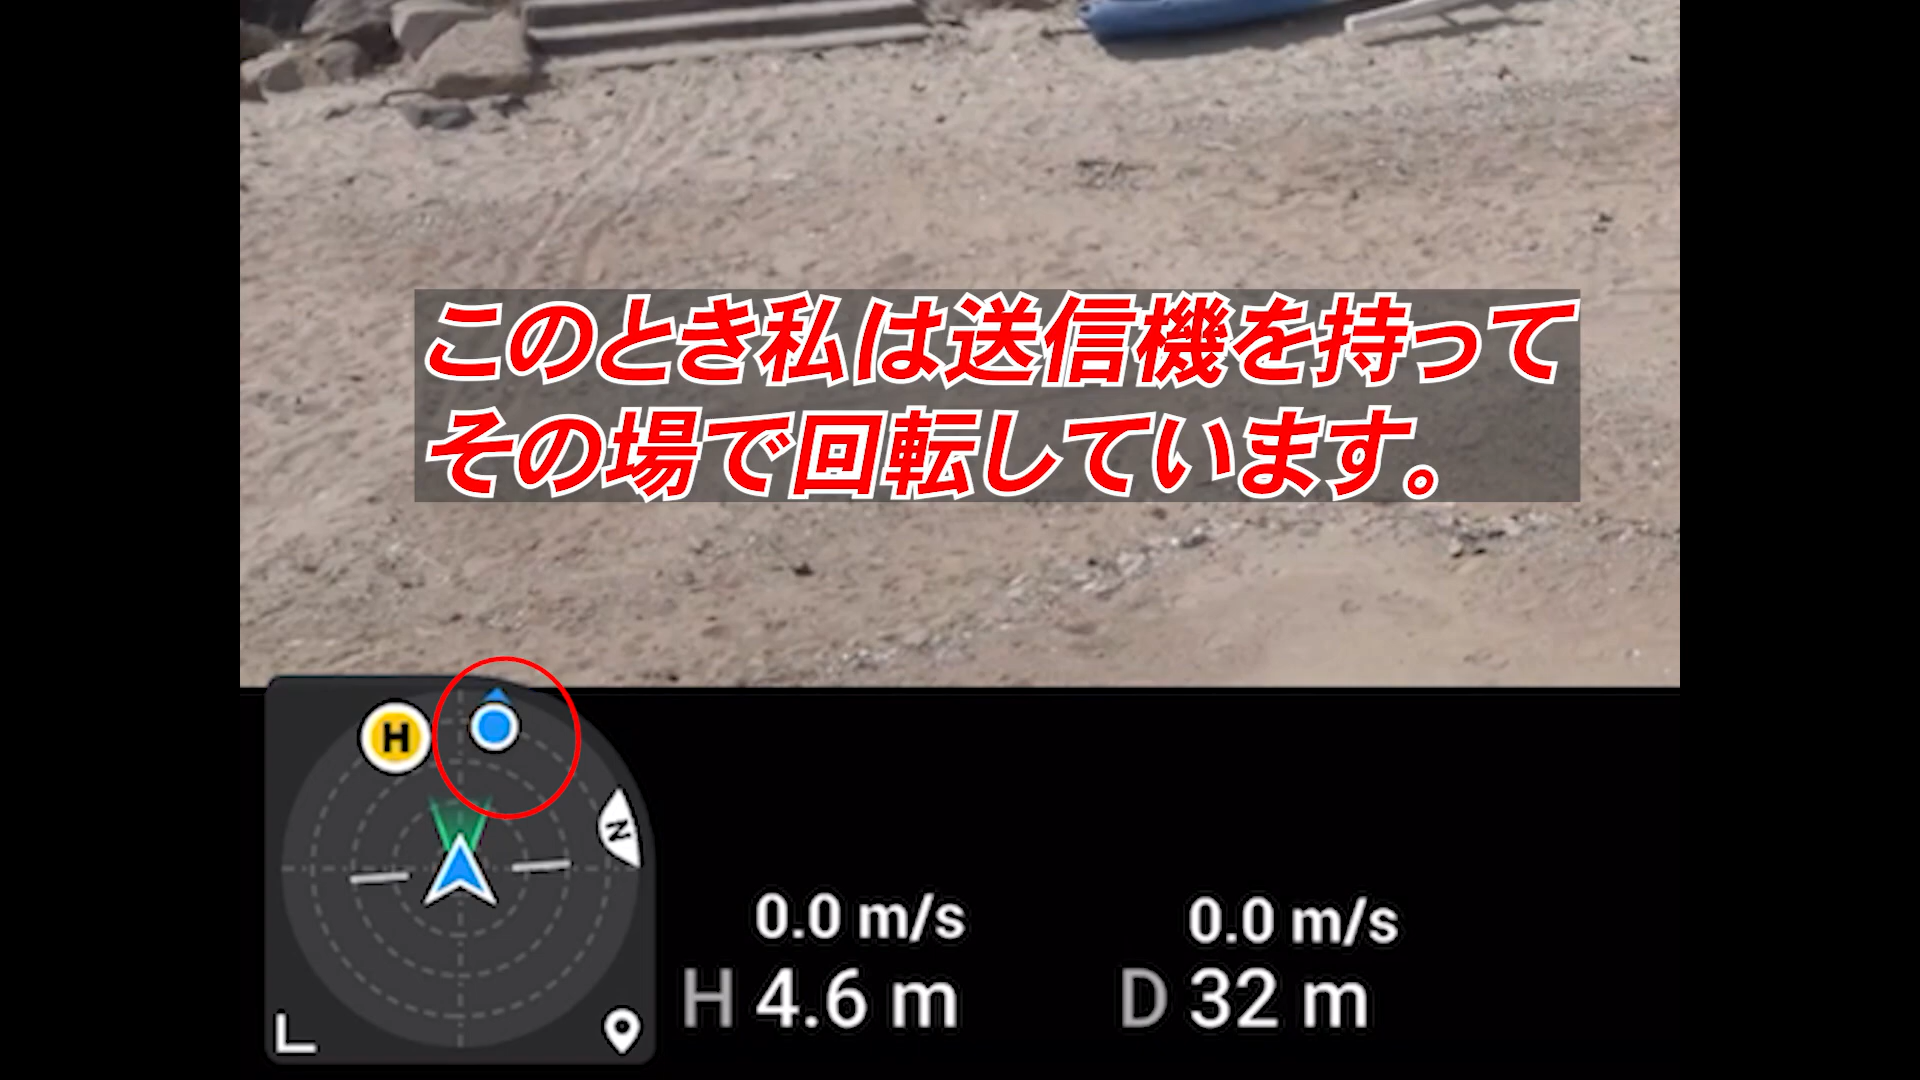 このとき私は送信機を持って
その場で回転しています。
H
N
0.0 m/s
0.0 m/s
H 4.6 m
D 32 m